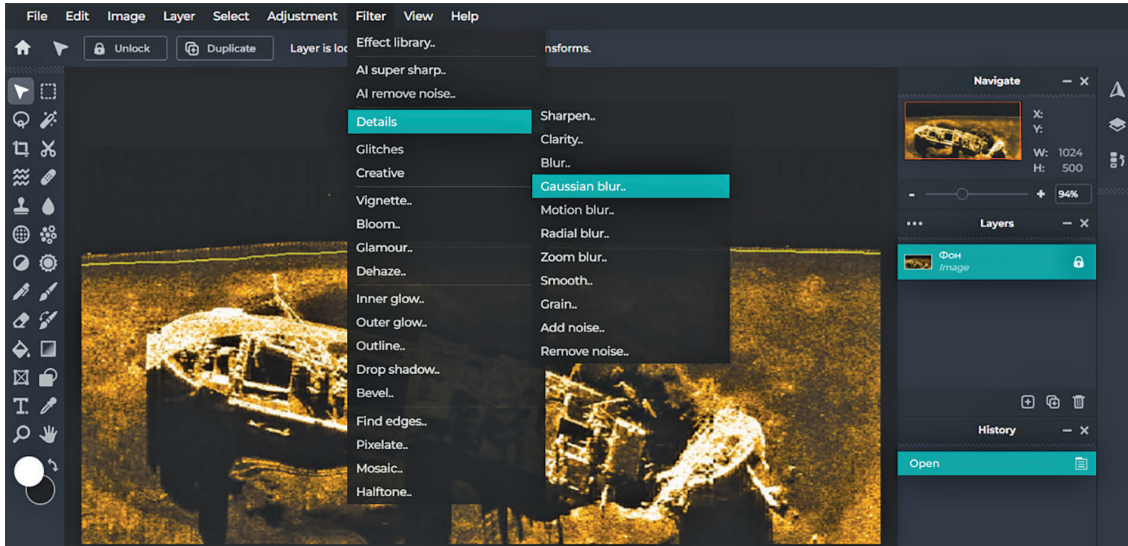 File Edit Image Layer Select Adjustment Filter View Help
Unlock Duplicate Layer is loc nsforms.
Effect library..
AI super sharp..
AI remove noise..
Details
Glitches
Creative
Vignette..
Bloom..
Glamour..
Dehaze..
Inner glow..
Outer glow..
Outline..
Drop shadow..
Bevel..
Find edges..
Pixelate..
Mosaic..
Halftone..
Sharpen..
Clarity..
Blur..
Gaussian blur..
Motion blur..
Radial blur..
Zoom blur..
Smooth..
Grain..
Add noise..
Remove noise..
Navigate
X:
Y:
W: 1024
H: 500
94%
Layers
Фон
Image
History
Open